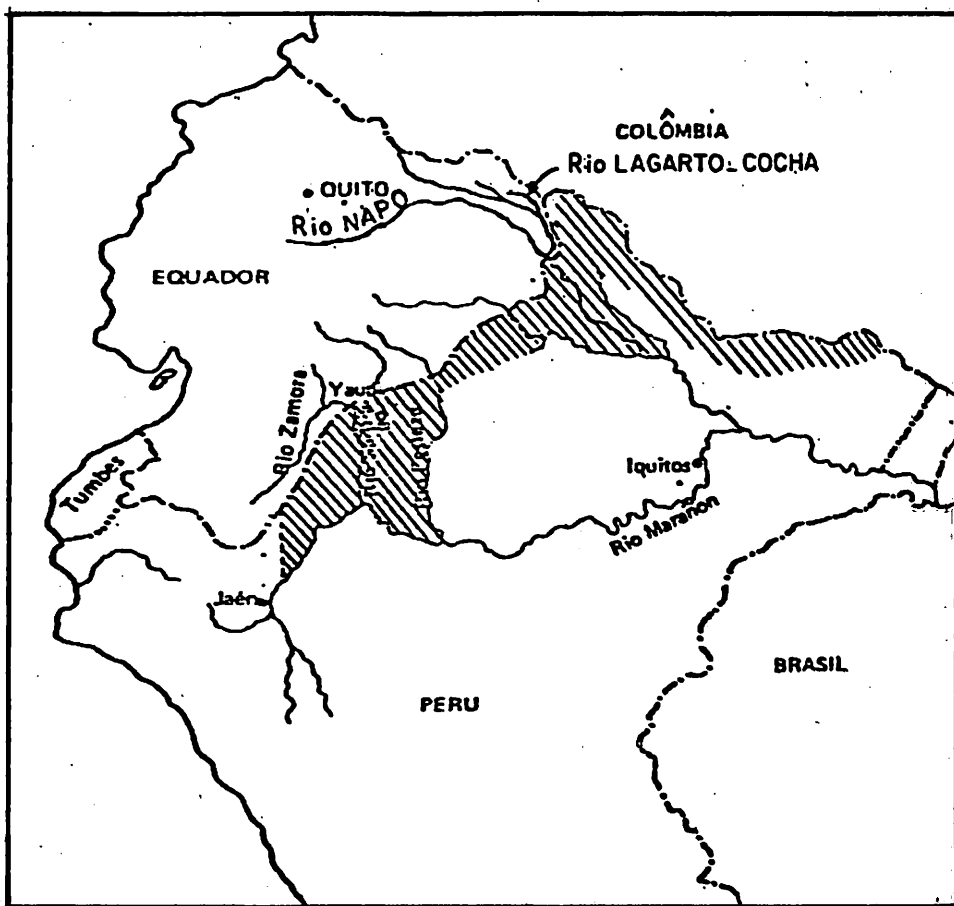 COLÔMBIA
Rio LAGARTO-COCHA
QUITO
Rio NAPO
EQUADOR
Rio Zamora
Yau
Tumbes
Iquitos
Rio Marañon
Jaén
PERU
BRASIL